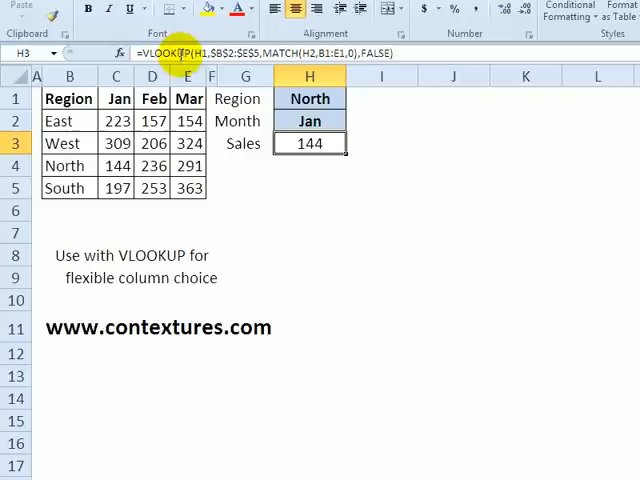 Paste B I U A $ % , Conditional Formatting Format as Table Cell Styles
Clipboard Font Alignment Number Styles
H3 fx =VLOOKUP(H1,$B$2:$E$5,MATCH(H2,B1:E1,0),FALSE)
A B C D E F G H I J K L
1 Region Jan Feb Mar Region North
2 East 223 157 154 Month Jan
3 West 309 206 324 Sales 144
4 North 144 236 291
5 South 197 253 363
6
7
8 Use with VLOOKUP for
9 flexible column choice
10
11 www.contextures.com
12
13
14
15
16
17